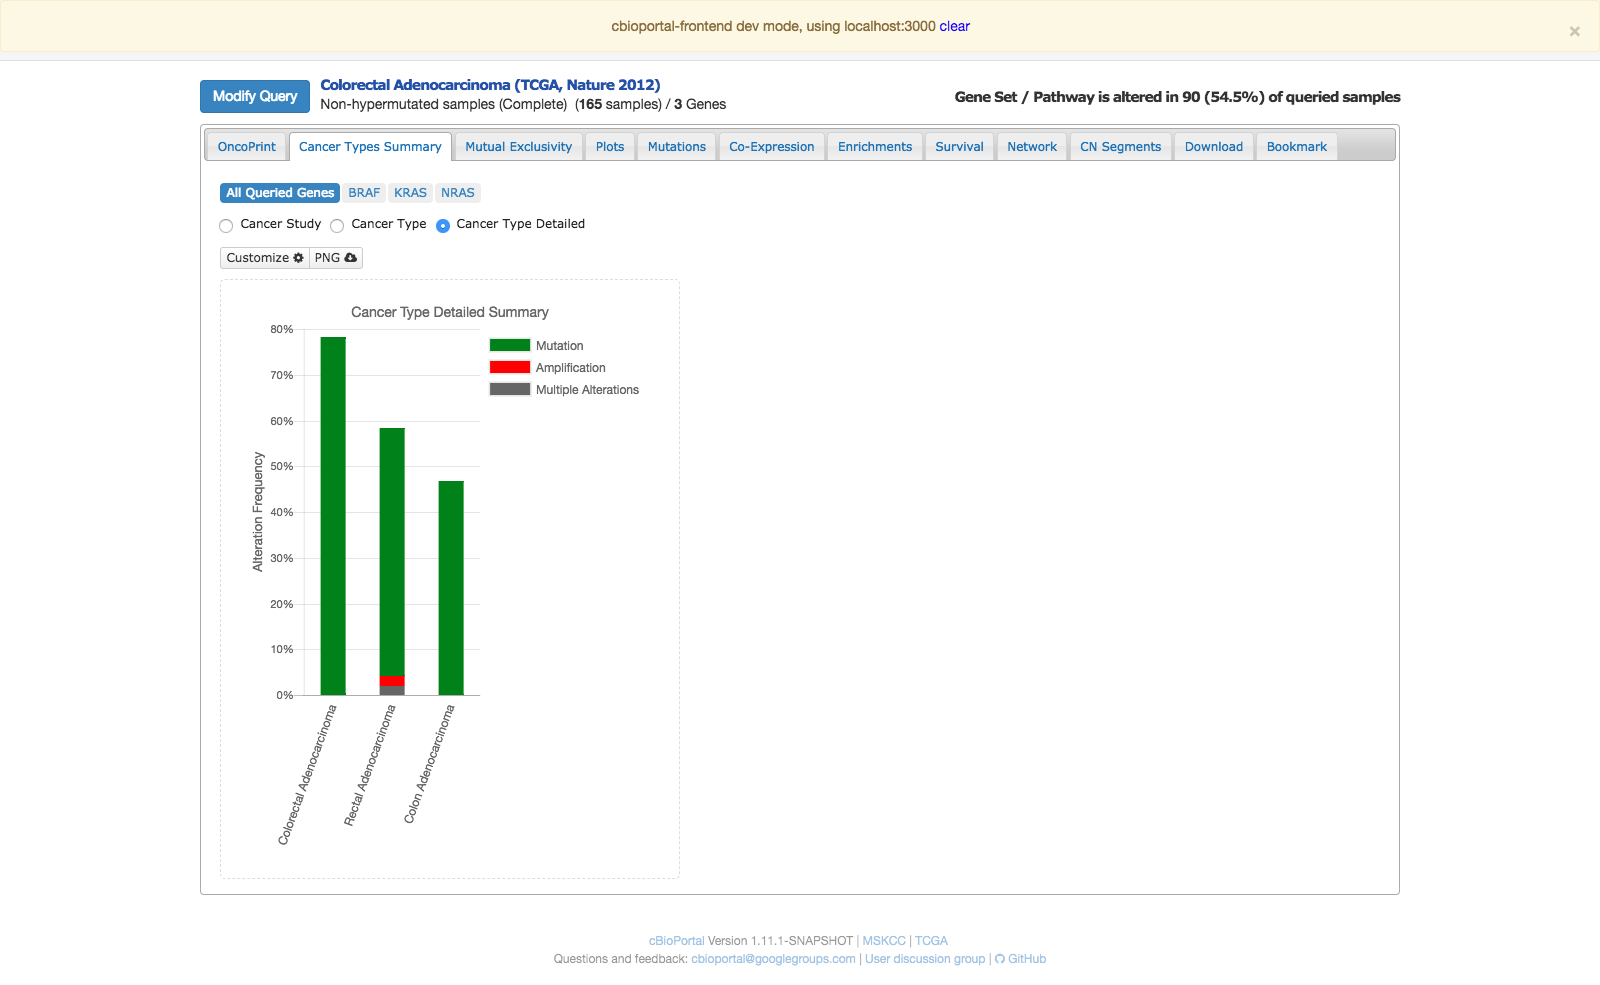 cbioportal-frontend dev mode, using localhost:3000 clear ×
Modify Query
Colorectal Adenocarcinoma (TCGA, Nature 2012)
Non-hypermutated samples (Complete) (165 samples) / 3 Genes
Gene Set / Pathway is altered in 90 (54.5%) of queried samples
OncoPrint Cancer Types Summary Mutual Exclusivity Plots Mutations Co-Expression Enrichments Survival Network CN Segments Download Bookmark
All Queried Genes BRAF KRAS NRAS
Cancer Study Cancer Type Cancer Type Detailed
Customize PNG
Cancer Type Detailed Summary
80%
70%
60%
50%
40%
30%
20%
10%
0%
Alteration Frequency
Mutation
Amplification
Multiple Alterations
Colorectal Adenocarcinoma
Rectal Adenocarcinoma
Colon Adenocarcinoma
cBioPortal Version 1.11.1-SNAPSHOT | MSKCC | TCGA
Questions and feedback: cbioportal@googlegroups.com | User discussion group | GitHub